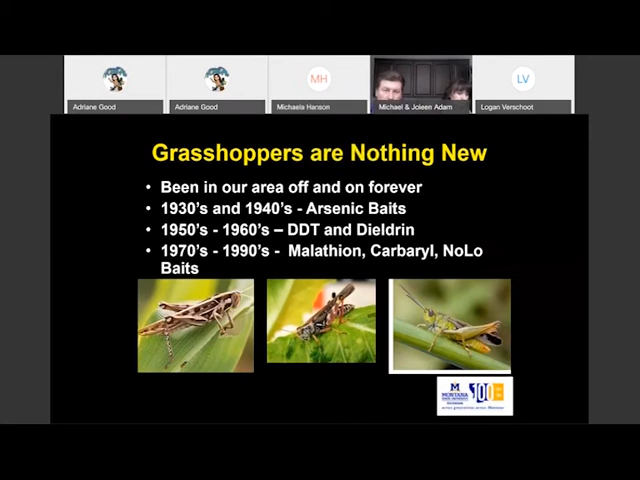 MH
LV
Adriane Good
Adriane Good
Michaela Hanson
Michael & Joleen Adam
Logan Verschoot
Grasshoppers are Nothing New
• Been in our area off and on forever
• 1930's and 1940's - Arsenic Baits
• 1950's - 1960's – DDT and Dieldrin
• 1970's - 1990's - Malathion, Carbaryl, NoLo
Baits
M
MONTANA
100